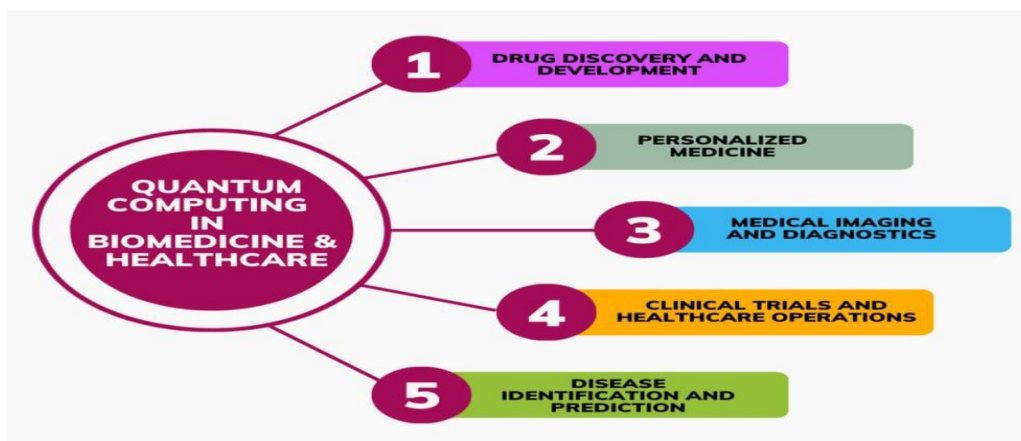 QUANTUM
COMPUTING
IN
BIOMEDICINE &
HEALTHCARE
1
DRUG DISCOVERY AND
DEVELOPMENT
2
PERSONALIZED
MEDICINE
3
MEDICAL IMAGING
AND DIAGNOSTICS
4
CLINICAL TRIALS AND
HEALTHCARE OPERATIONS
5
DISEASE
IDENTIFICATION AND
PREDICTION